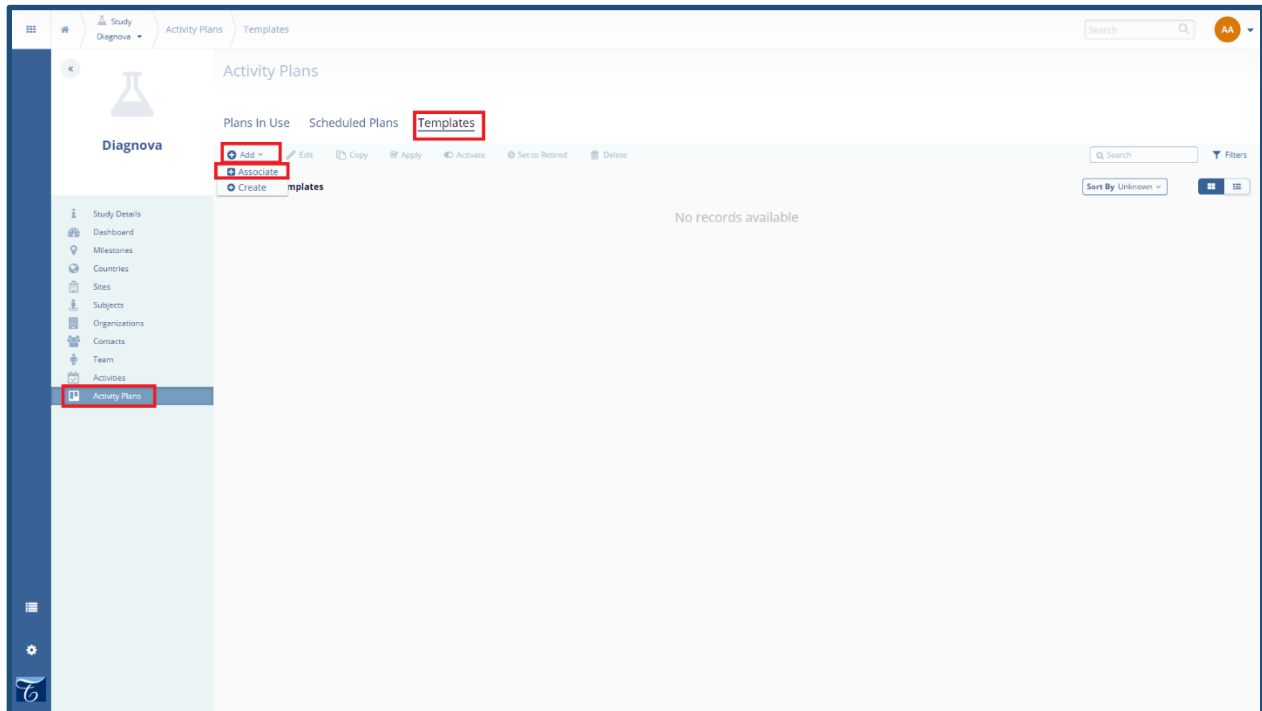 Study
Diagnova
Activity Plans
Templates
Search
AA
Activity Plans
Diagnova
Plans In Use
Scheduled Plans
Templates
Add
Edit
Copy
Apply
Activate
Set to Retired
Delete
Search
Filters
Associate
Create
mplates
Sort By Unknown
No records available
Study Details
Dashboard
Milestones
Countries
Sites
Subjects
Organizations
Contacts
Team
Activities
Activity Plans